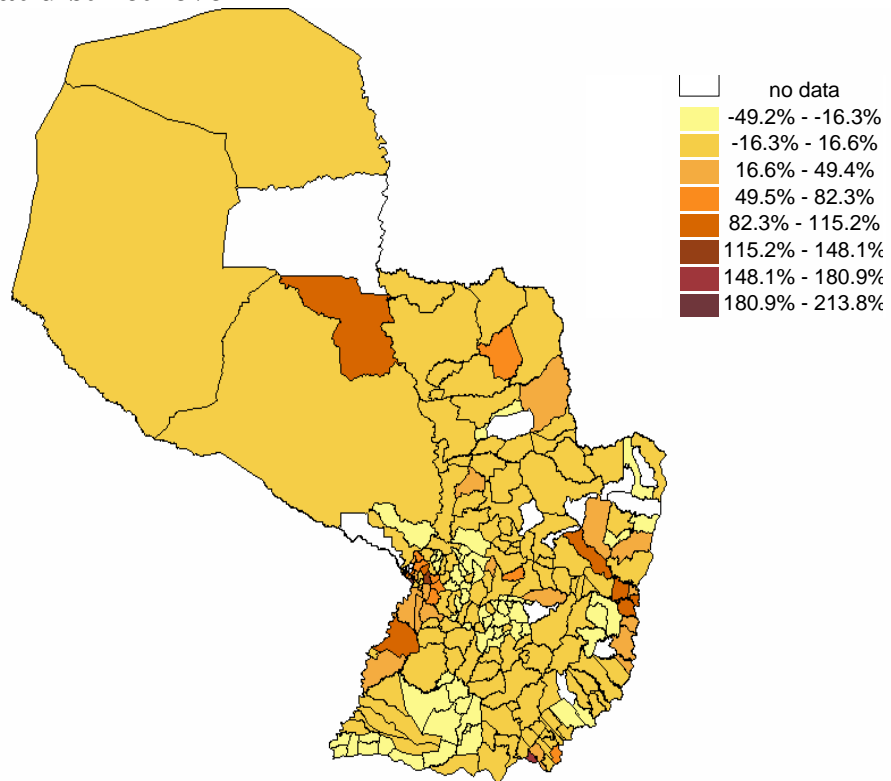 no data
-49.2% - -16.3%
-16.3% - 16.6%
16.6% - 49.4%
49.5% - 82.3%
82.3% - 115.2%
115.2% - 148.1%
148.1% - 180.9%
180.9% - 213.8%